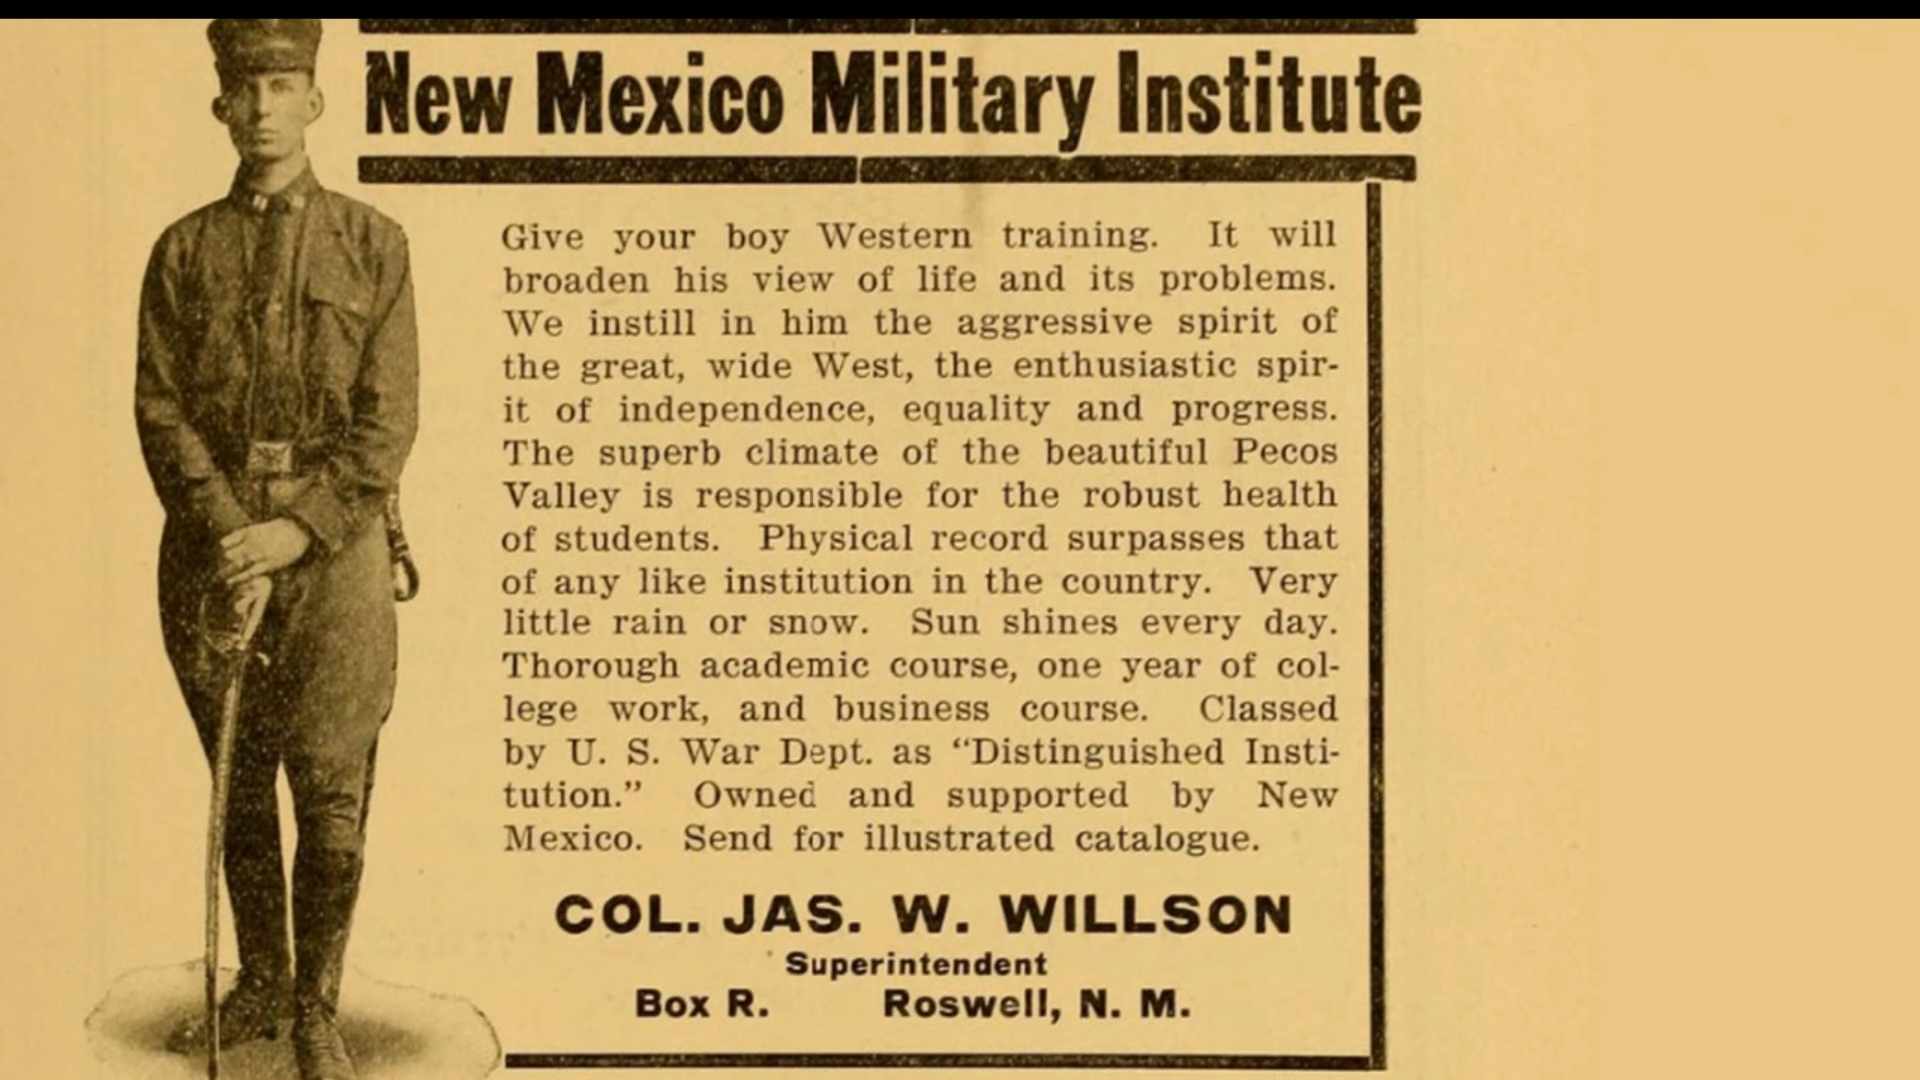 New Mexico Military Institute
Give your boy Western training. It will
broaden his view of life and its problems.
We instill in him the aggressive spirit of
the great, wide West, the enthusiastic spir-
it of independence, equality and progress.
The superb climate of the beautiful Pecos
Valley is responsible for the robust health
of students. Physical record surpasses that
of any like institution in the country. Very
little rain or snow. Sun shines every day.
Thorough academic course, one year of col-
lege work, and business course. Classed
by U. S. War Dept. as “Distinguished Insti-
tution.” Owned and supported by New
Mexico. Send for illustrated catalogue.
COL. JAS. W. WILLSON
Superintendent
Box R. Roswell, N. M.